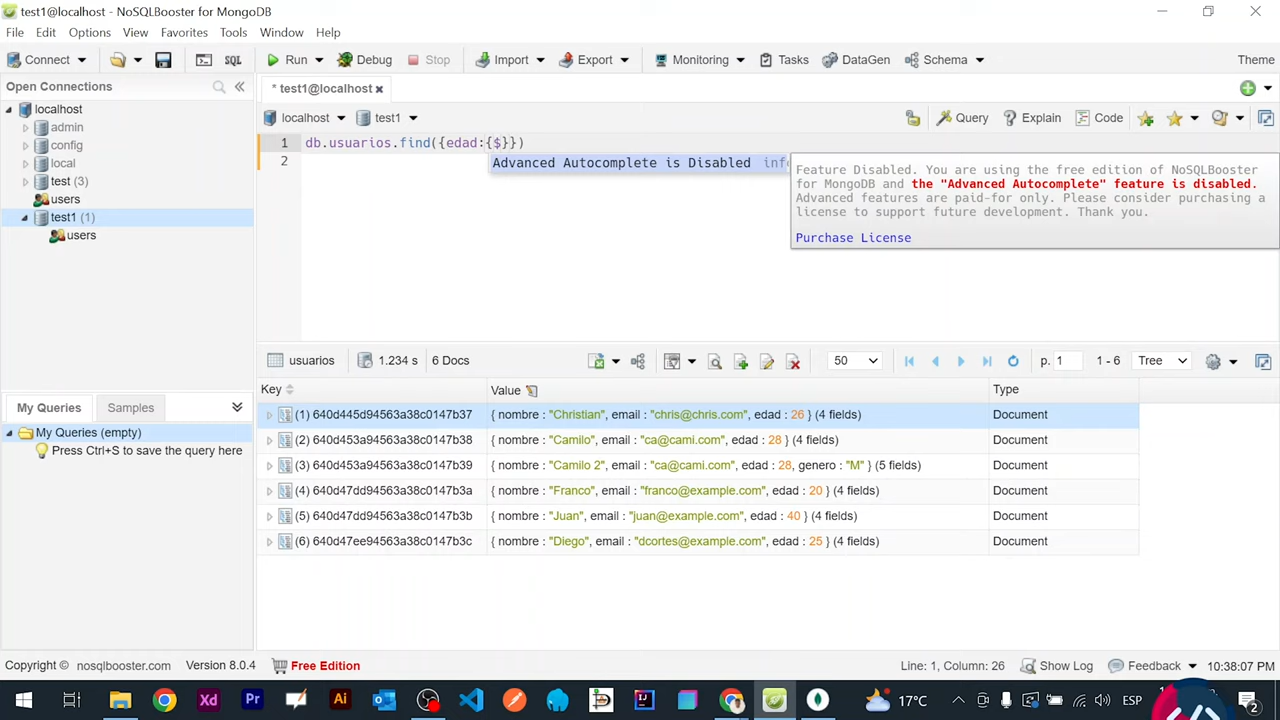 test1@localhost - NoSQLBooster for MongoDB
File Edit Options View Favorites Tools Window Help
Connect SQL Run Debug Stop Import Export Monitoring Tasks DataGen Schema Theme
Open Connections
* test1@localhost
localhost
admin
config
local
test (3)
users
test1 (1)
users
localhost test1 Query Explain Code
1 db.usuarios.find({edad:{$}})
2
Advanced Autocomplete is Disabled
Feature Disabled. You are using the free edition of NoSQLBooster
for MongoDB and the "Advanced Autocomplete" feature is disabled.
Advanced features are paid-for only. Please consider purchasing a
license to support future development. Thank you.
Purchase License
usuarios 1.234 s 6 Docs 50 p. 1 1 - 6 Tree
Key Value Type
(1) 640d445d94563a38c0147b37 { nombre : "Christian", email : "chris@chris.com", edad : 26 } (4 fields) Document
(2) 640d453a94563a38c0147b38 { nombre : "Camilo", email : "ca@cami.com", edad : 28 } (4 fields) Document
(3) 640d453a94563a38c0147b39 { nombre : "Camilo 2", email : "ca@cami.com", edad : 28, genero : "M" } (5 fields) Document
(4) 640d47dd94563a38c0147b3a { nombre : "Franco", email : "franco@example.com", edad : 20 } (4 fields) Document
(5) 640d47dd94563a38c0147b3b { nombre : "Juan", email : "juan@example.com", edad : 40 } (4 fields) Document
(6) 640d47ee94563a38c0147b3c { nombre : "Diego", email : "dcortes@example.com", edad : 25 } (4 fields) Document
My Queries Samples
My Queries (empty)
Press Ctrl+S to save the query here
Copyright © nosqlbooster.com Version 8.0.4 Free Edition Line: 1, Column: 26 Show Log Feedback 10:38:07 PM
Xd Pr Ai 17°C ESP 2